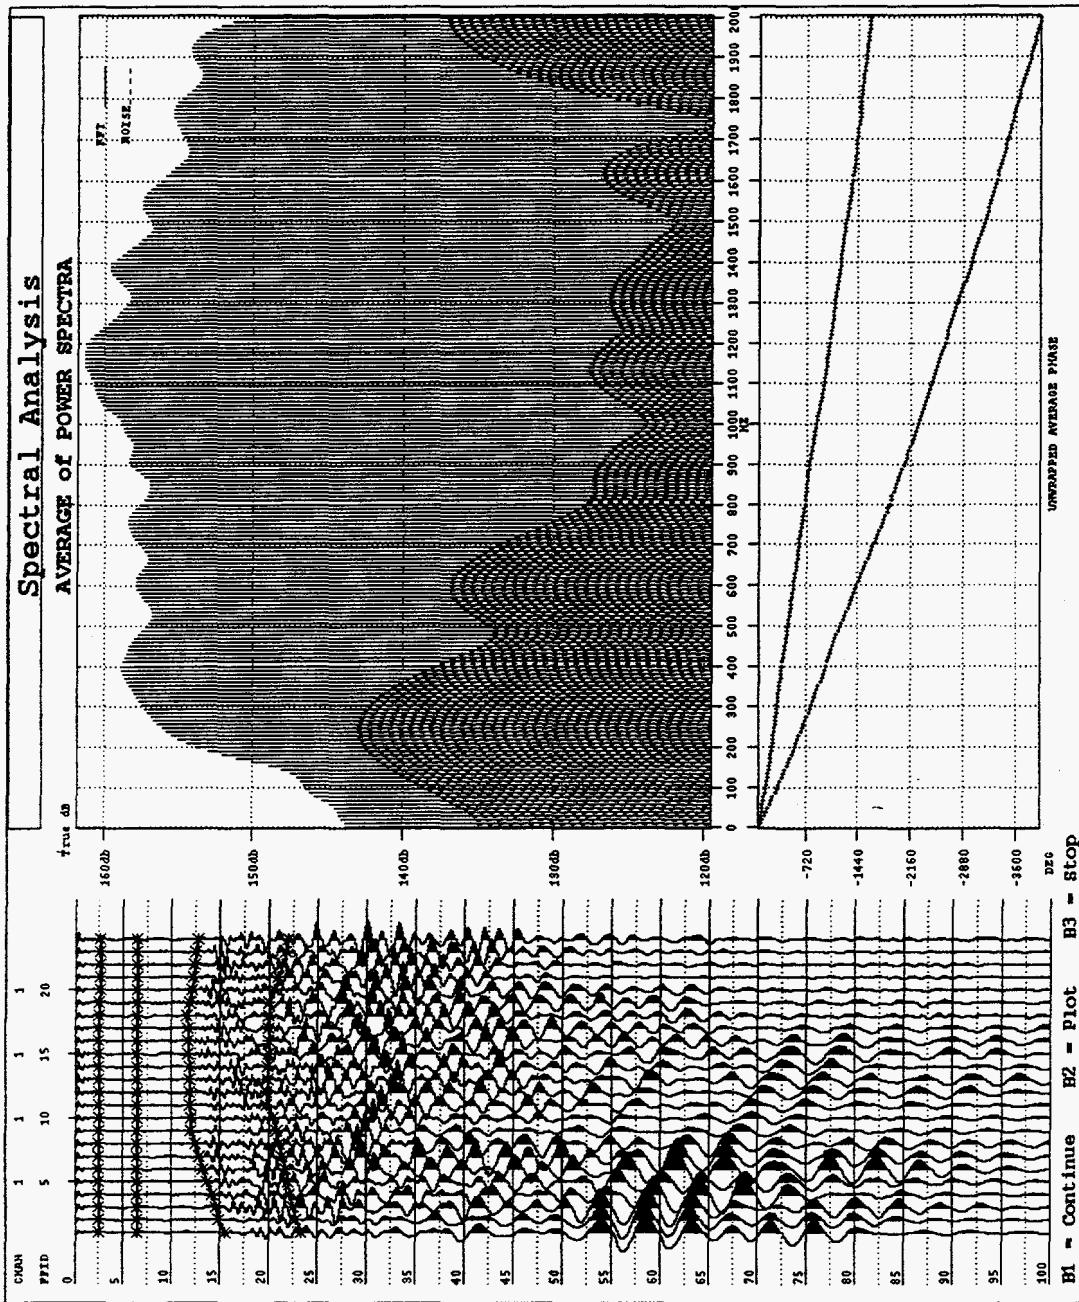 Spectral Analysis
AVERAGE of POWER SPECTRA
True db
FFT
NOISE
160db
150db
140db
130db
120db
0 100 200 300 400 500 600 700 800 900 1000 1100 1200 1300 1400 1500 1600 1700 1800 1900 2000
HZ
-720
-1440
-2160
-2880
-3600
DEG
UNWRAPPED AVERAGE PHASE
CHAN 1 1 1 1
FFID 5 10 15 20
0
5
10
15
20
25
30
35
40
45
50
55
60
65
70
75
80
85
90
95
100
B1 = Continue B2 = Plot B3 = Stop